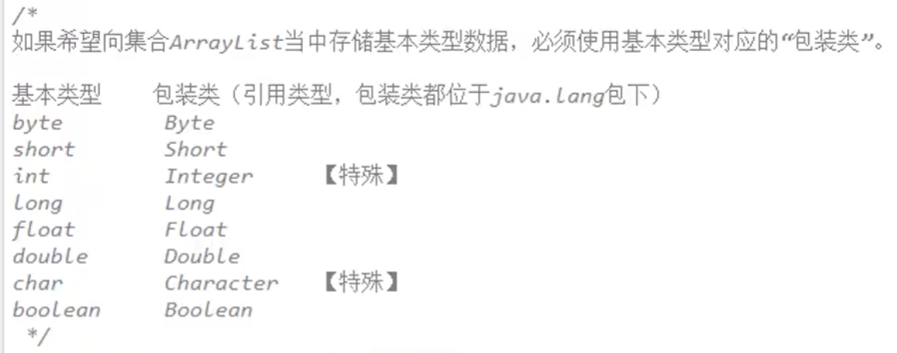 /*
如果希望向集合ArrayList当中存储基本类型数据，必须使用基本类型对应的“包装类”。
基本类型    包装类（引用类型，包装类都位于java.lang包下）
byte        Byte
short       Short
int         Integer     【特殊】
long        Long
float       Float
double      Double
char        Character   【特殊】
boolean     Boolean
*/